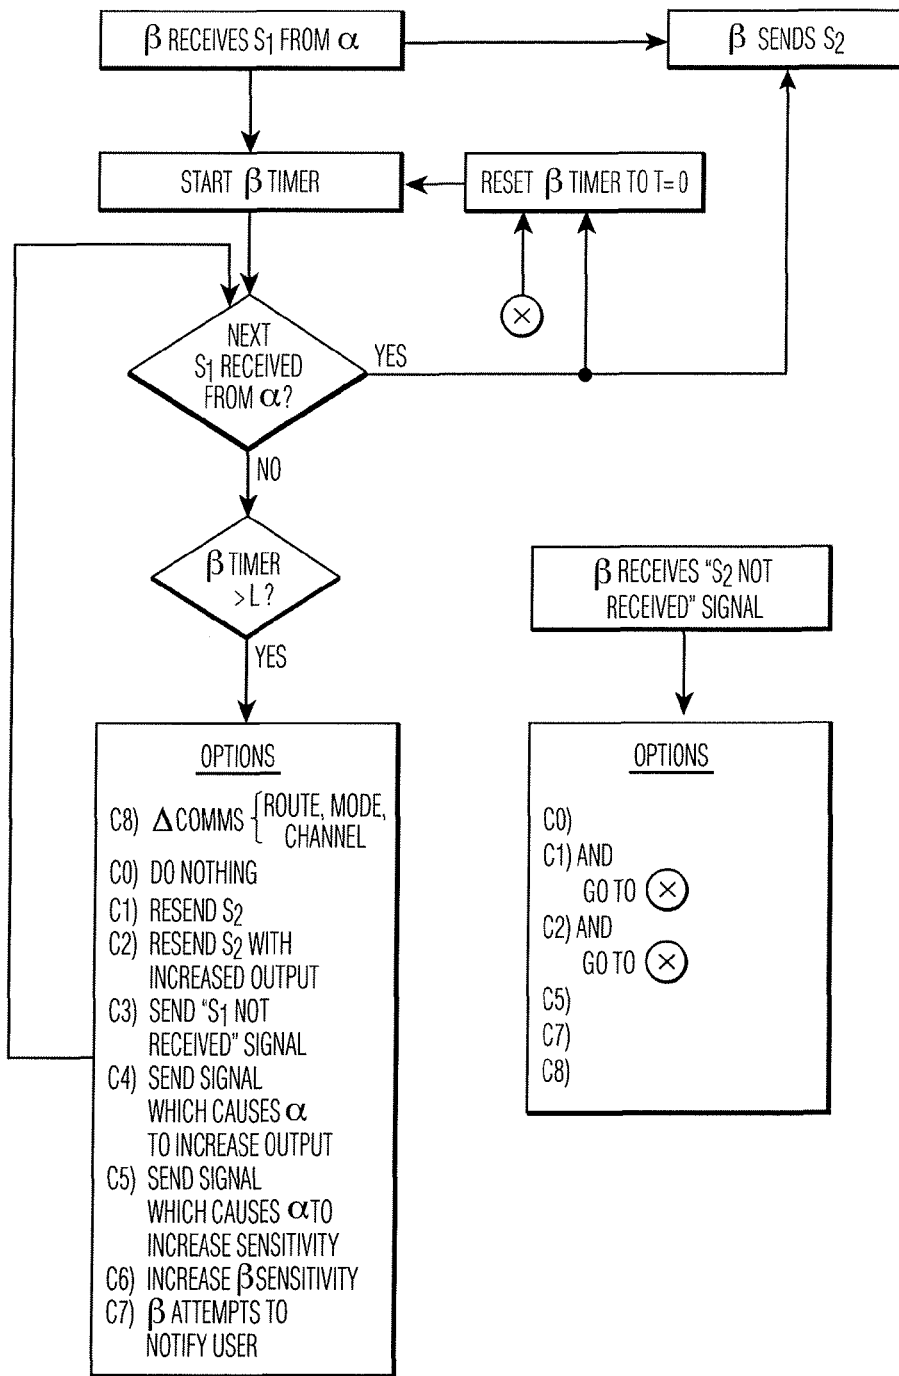 β RECEIVES S1 FROM α
β SENDS S2
START β TIMER
RESET β TIMER TO T=0
NEXT
S1 RECEIVED
FROM α?
YES
NO
β TIMER
>L?
YES
β RECEIVES “S2 NOT
RECEIVED” SIGNAL
OPTIONS
C8) Δ COMMS { ROUTE, MODE,
CHANNEL
C0) DO NOTHING
C1) RESEND S2
C2) RESEND S2 WITH
INCREASED OUTPUT
C3) SEND “S1 NOT
RECEIVED” SIGNAL
C4) SEND SIGNAL
WHICH CAUSES α
TO INCREASE OUTPUT
C5) SEND SIGNAL
WHICH CAUSES α TO
INCREASE SENSITIVITY
C6) INCREASE β SENSITIVITY
C7) β ATTEMPTS TO
NOTIFY USER
OPTIONS
C0)
C1) AND
GO TO ⊗
C2) AND
GO TO ⊗
C5)
C7)
C8)